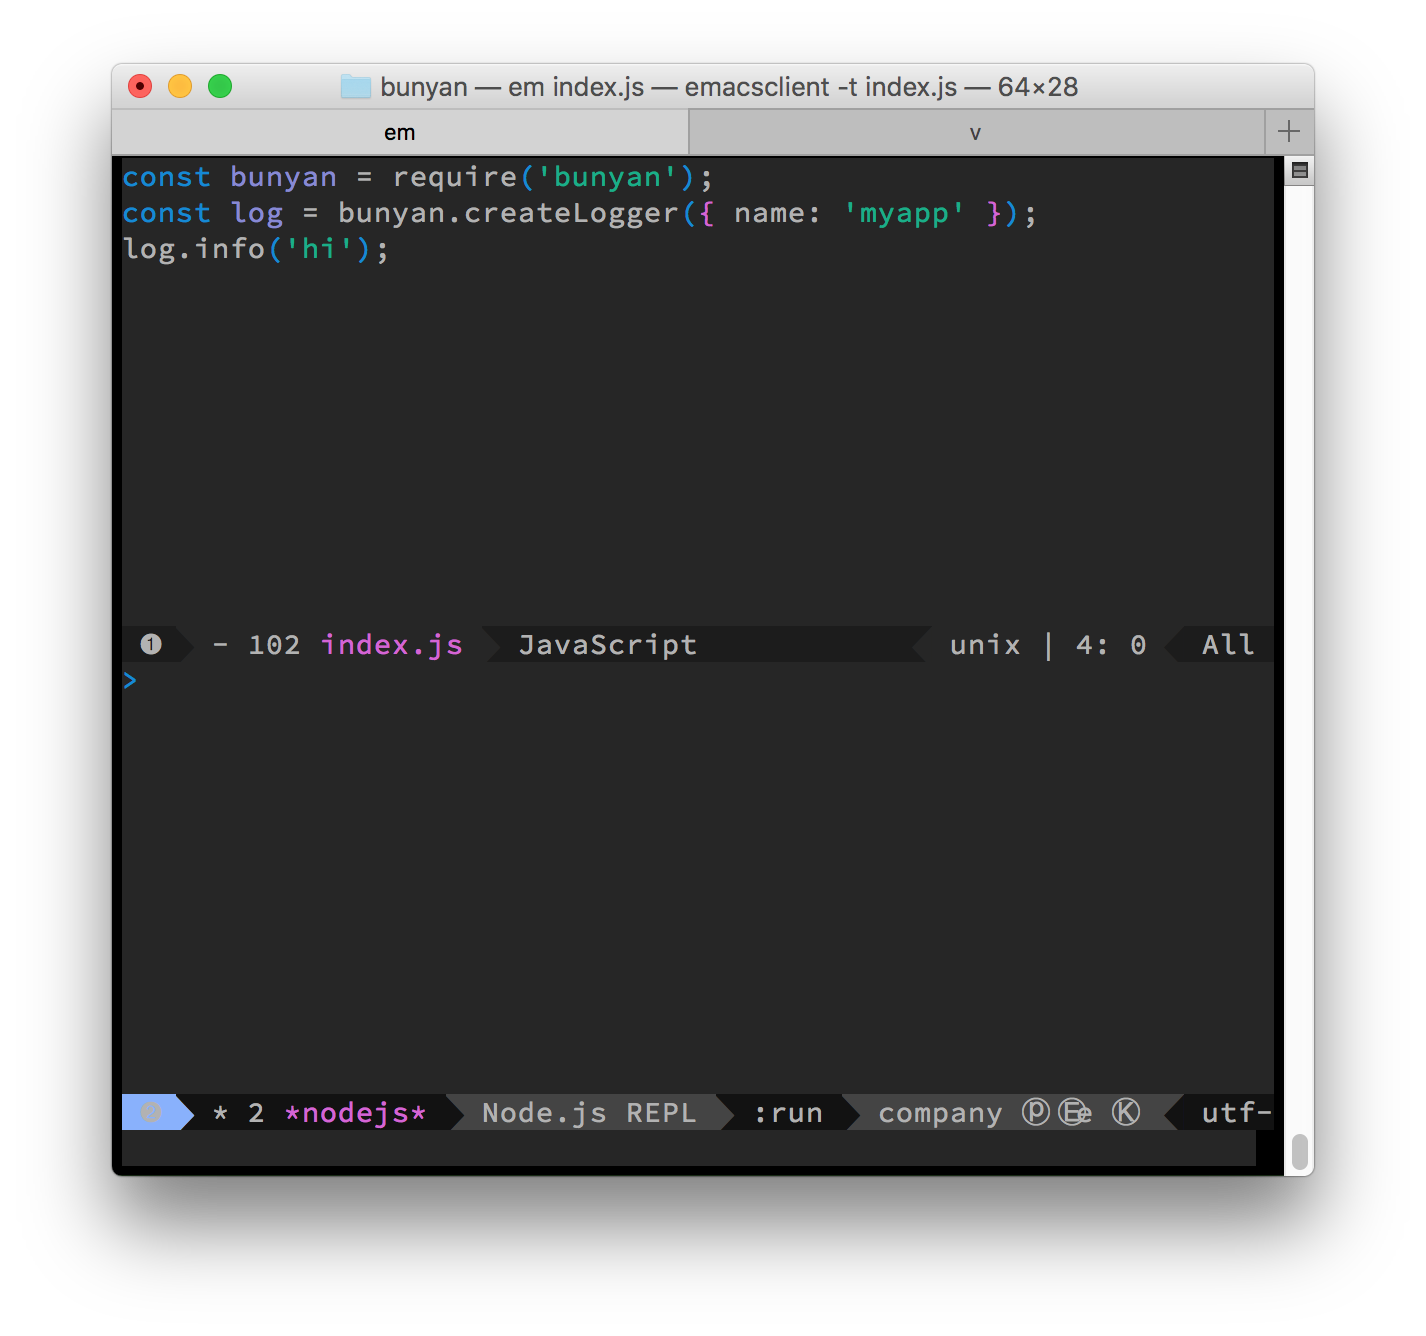 bunyan — em index.js — emacsclient -t index.js — 64×28
em v
const bunyan = require('bunyan');
const log = bunyan.createLogger({ name: 'myapp' });
log.info('hi');
❶ - 102 index.js JavaScript unix | 4: 0 All
>
* 2 *nodejs* Node.js REPL :run company ⓟ Ⓔe Ⓚ utf-